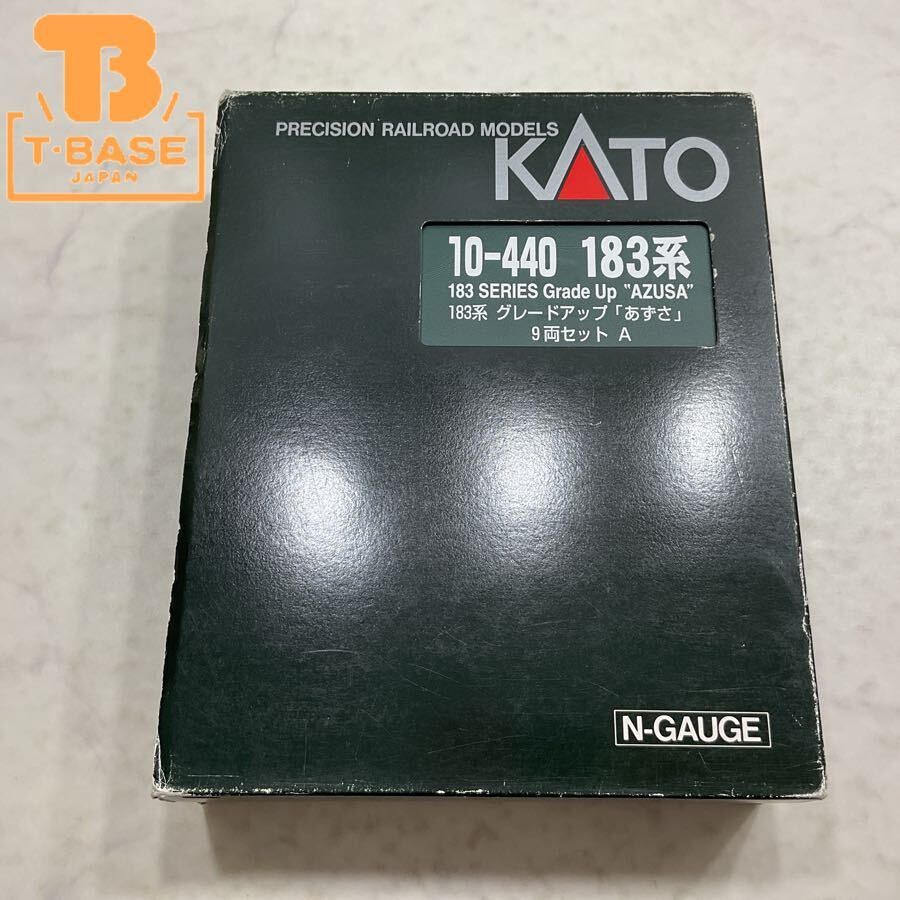 T·BASE
JAPAN
PRECISION RAILROAD MODELS
KATO
10-440 183系
183 SERIES Grade Up "AZUSA"
183系 グレードアップ「あずさ」
9両セット A
N-GAUGE